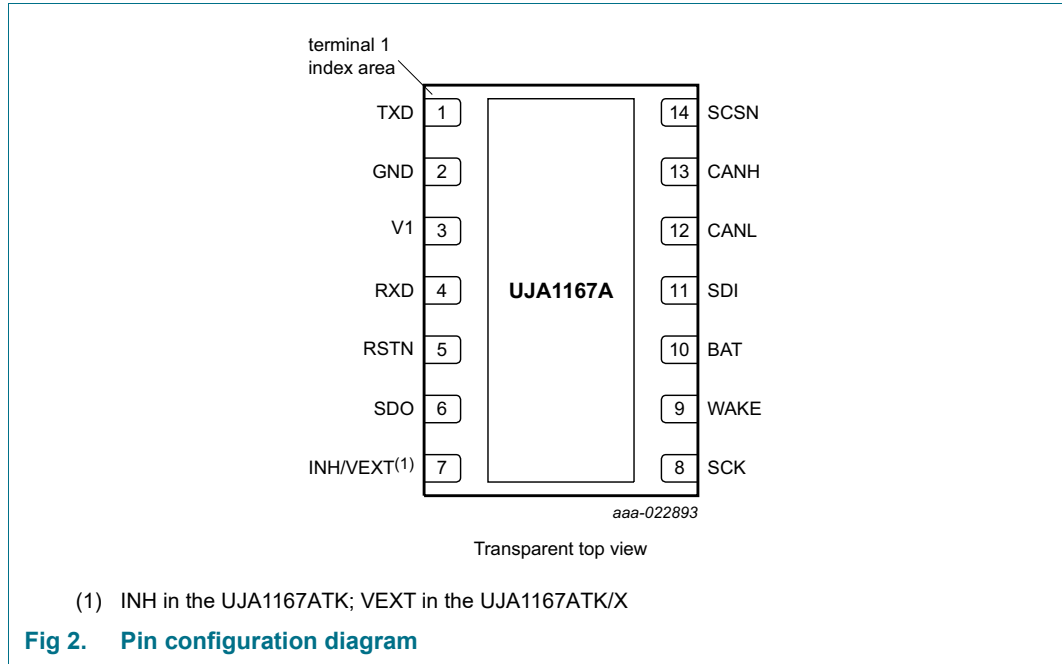 terminal 1
index area
TXD 1
GND 2
V1 3
RXD 4
RSTN 5
SDO 6
INH/VEXT(1) 7
UJA1167A
14 SCSN
13 CANH
12 CANL
11 SDI
10 BAT
9 WAKE
8 SCK
aaa-022893
Transparent top view
(1) INH in the UJA1167ATK; VEXT in the UJA1167ATK/X
Fig 2. Pin configuration diagram